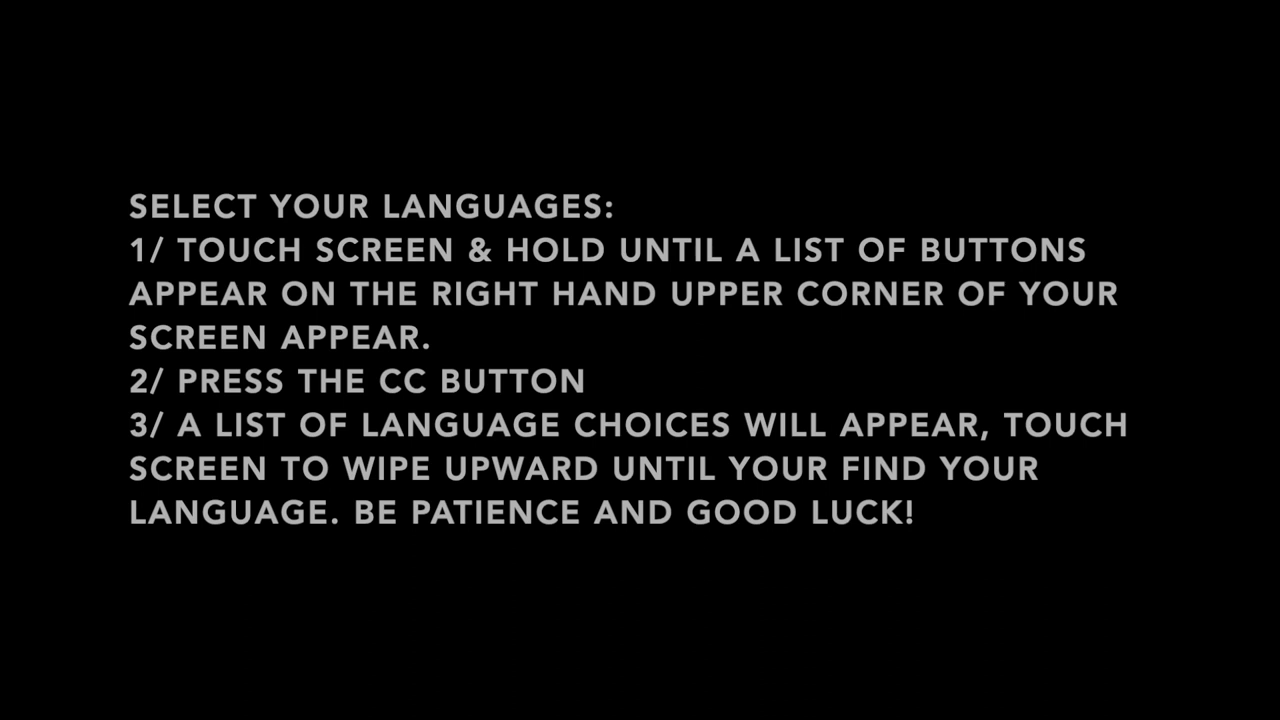 SELECT YOUR LANGUAGES:
1/ TOUCH SCREEN & HOLD UNTIL A LIST OF BUTTONS
APPEAR ON THE RIGHT HAND UPPER CORNER OF YOUR
SCREEN APPEAR.
2/ PRESS THE CC BUTTON
3/ A LIST OF LANGUAGE CHOICES WILL APPEAR, TOUCH
SCREEN TO WIPE UPWARD UNTIL YOUR FIND YOUR
LANGUAGE. BE PATIENCE AND GOOD LUCK!